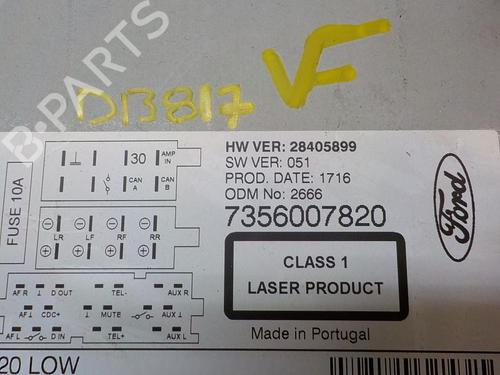 B-PARTS
DB817 VF
HW VER: 28405899
SW VER: 051
PROD. DATE: 1716
ODM No: 2666
7356007820
Ford
CLASS 1
LASER PRODUCT
Made in Portugal
FUSE 10A
30 AMP IN
CAN A CAN B
LR LF RF RR
AF R D OUT TEL- AUX R
AF CDC+ MUTE AUX
AF L D IN TEL+ AUX L
20 LOW